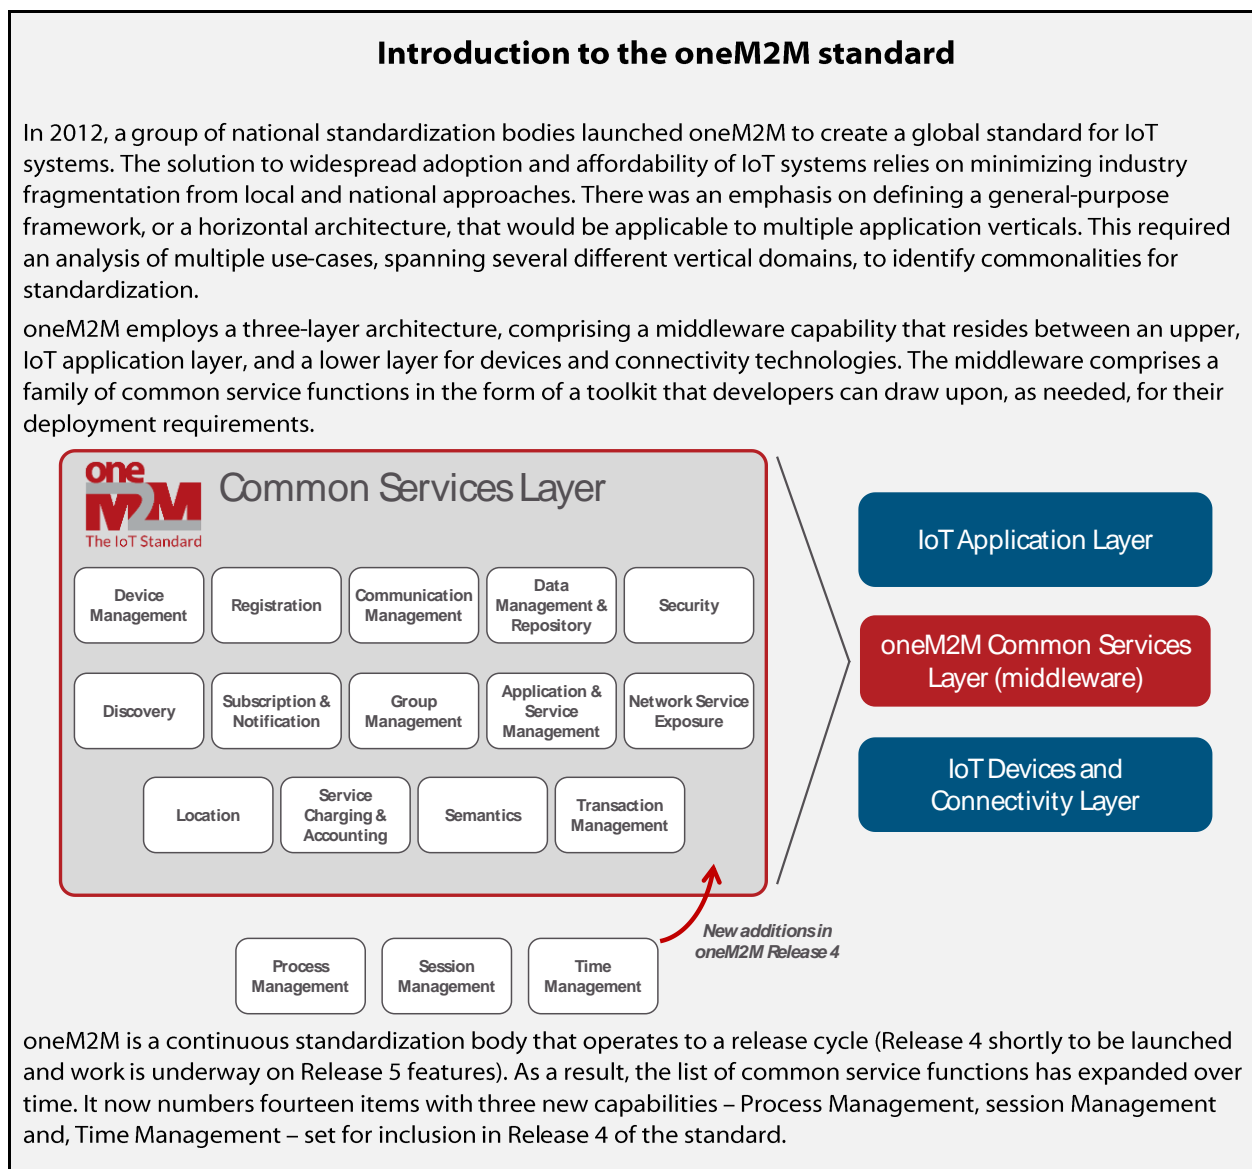 Introduction to the oneM2M standard
In 2012, a group of national standardization bodies launched oneM2M to create a global standard for IoT
systems. The solution to widespread adoption and affordability of IoT systems relies on minimizing industry
fragmentation from local and national approaches. There was an emphasis on defining a general-purpose
framework, or a horizontal architecture, that would be applicable to multiple application verticals. This required
an analysis of multiple use-cases, spanning several different vertical domains, to identify commonalities for
standardization.
oneM2M employs a three-layer architecture, comprising a middleware capability that resides between an upper,
IoT application layer, and a lower layer for devices and connectivity technologies. The middleware comprises a
family of common service functions in the form of a toolkit that developers can draw upon, as needed, for their
deployment requirements.
one
M2M
The IoT Standard
Common Services Layer
Device
Management
Registration
Communication
Management
Data
Management &
Repository
Security
Discovery
Subscription &
Notification
Group
Management
Application &
Service
Management
Network Service
Exposure
Location
Service
Charging &
Accounting
Semantics
Transaction
Management
New additions in
oneM2M Release 4
Process
Management
Session
Management
Time
Management
IoT Application Layer
oneM2M Common Services
Layer (middleware)
IoT Devices and
Connectivity Layer
oneM2M is a continuous standardization body that operates to a release cycle (Release 4 shortly to be launched
and work is underway on Release 5 features). As a result, the list of common service functions has expanded over
time. It now numbers fourteen items with three new capabilities – Process Management, session Management
and, Time Management – set for inclusion in Release 4 of the standard.